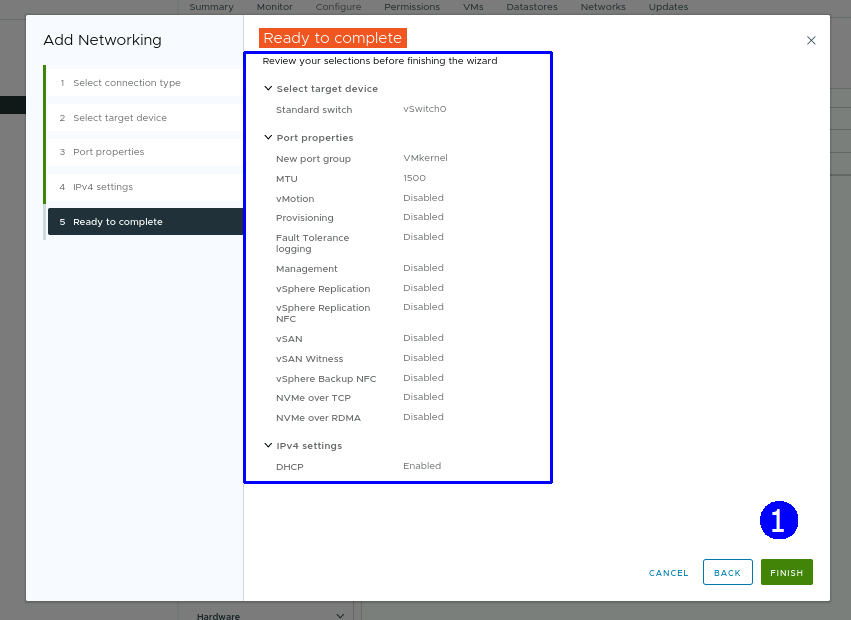 Summary Monitor Configure Permissions VMs Datastores Networks Updates
Add Networking
1 Select connection type
2 Select target device
3 Port properties
4 IPv4 settings
5 Ready to complete
Ready to complete
Review your selections before finishing the wizard
Select target device
Standard switch vSwitch0
Port properties
New port group VMkernel
MTU 1500
vMotion Disabled
Provisioning Disabled
Fault Tolerance Disabled
logging
Management Disabled
vSphere Replication Disabled
vSphere Replication Disabled
NFC
vSAN Disabled
vSAN Witness Disabled
vSphere Backup NFC Disabled
NVMe over TCP Disabled
NVMe over RDMA Disabled
IPv4 settings
DHCP Enabled
1
CANCEL BACK FINISH
Hardware